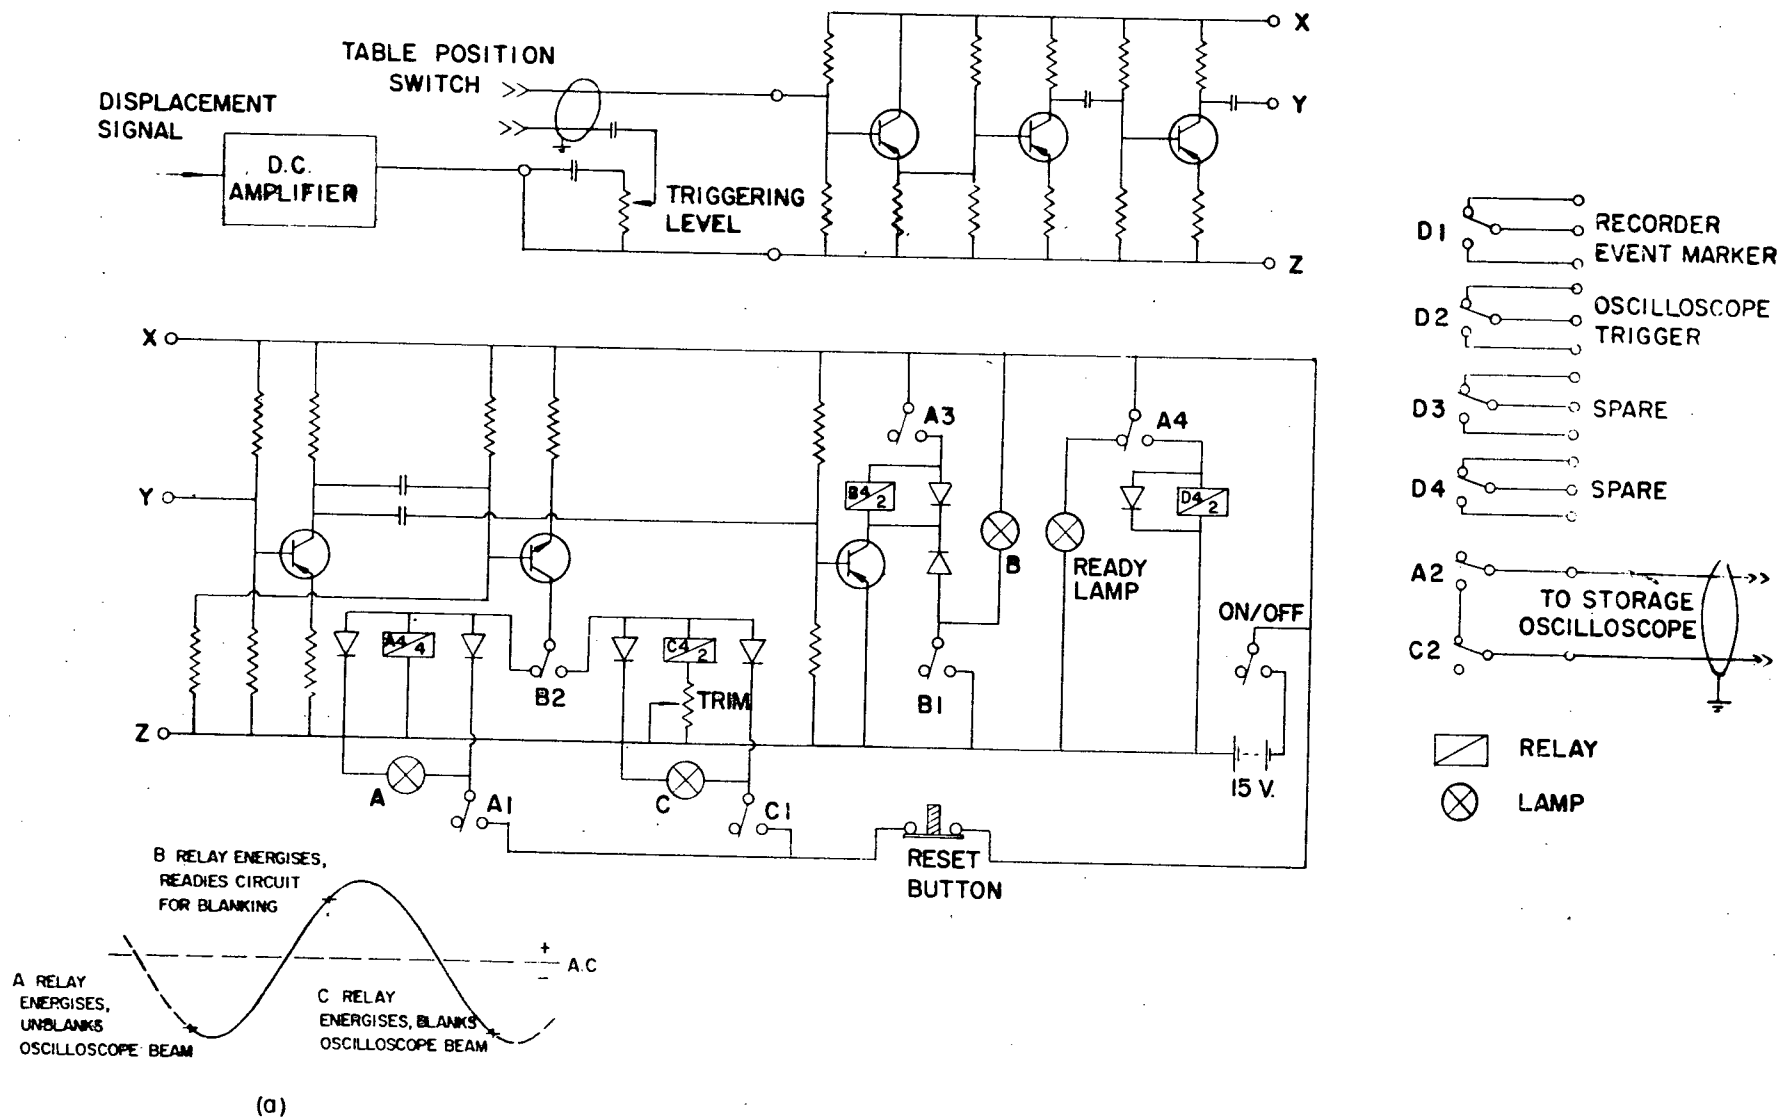 TABLE POSITION
SWITCH
DISPLACEMENT
SIGNAL
D.C.
AMPLIFIER
TRIGGERING
LEVEL
X
Y
Z
D1
RECORDER
EVENT MARKER
D2
OSCILLOSCOPE
TRIGGER
D3
SPARE
D4
SPARE
A2
TO STORAGE
OSCILLOSCOPE
C2
RELAY
LAMP
X
Y
Z
A3
A4
B4
2
D4
2
B
READY
LAMP
ON/OFF
A4
4
B2
C4
2
TRIM
B1
15 V.
A
A1
C
C1
RESET
BUTTON
B RELAY ENERGISES,
READIES CIRCUIT
FOR BLANKING
+
A.C
–
A RELAY
ENERGISES,
UNBLANKS
OSCILLOSCOPE BEAM
C RELAY
ENERGISES, BLANKS
OSCILLOSCOPE BEAM
(a)